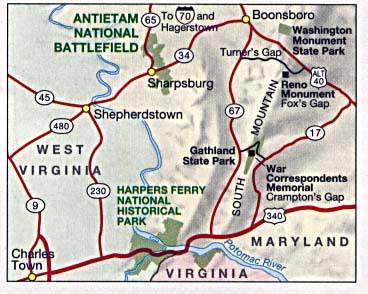 ANTIETAM
NATIONAL
BATTLEFIELD
65
To 70 and
Hagerstown
Boonsboro
Washington
Monument
State Park
34
Turner's Gap
ALT
40
Reno
Monument
Fox's Gap
Sharpsburg
45
Shepherdstown
480
67
SOUTH MOUNTAIN
17
Gathland
State Park
War
Correspondents
Memorial
Crampton's Gap
WEST
VIRGINIA
230
HARPERS FERRY
NATIONAL
HISTORICAL
PARK
9
340
MARYLAND
Charles
Town
Potomac River
VIRGINIA